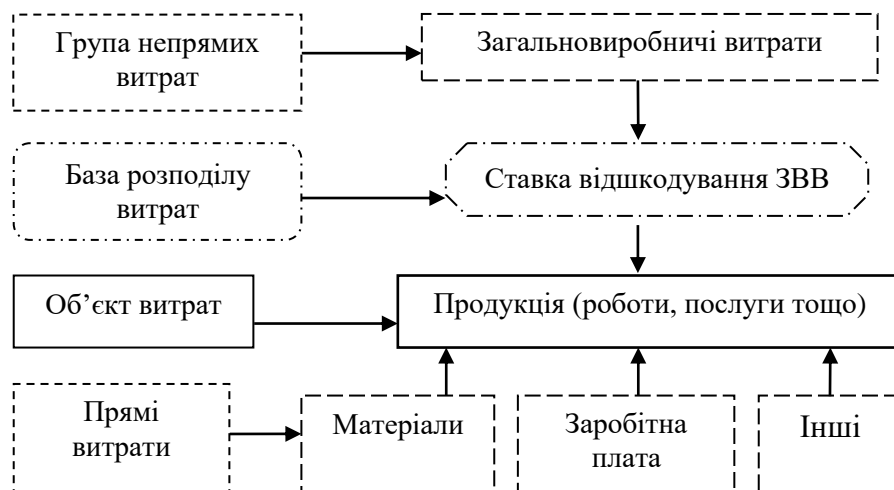 Група непрямих
витрат
Загальновиробничі витрати
База розподілу
витрат
Ставка відшкодування ЗВВ
Об’єкт витрат
Продукція (роботи, послуги тощо)
Прямі
витрати
Матеріали
Заробітна
плата
Інші